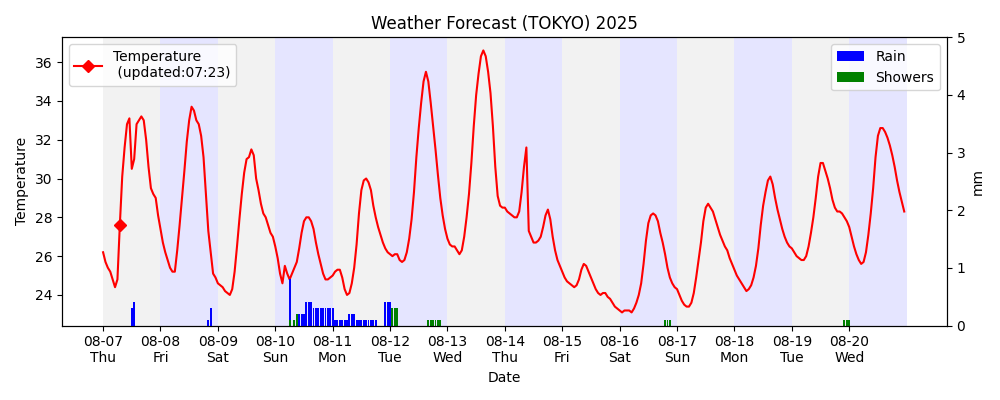 Weather Forecast (TOKYO) 2025
Temperature
(updated:07:23)
Rain
Showers
Temperature
36
34
32
30
28
26
24
5
4
3
2
1
0
mm
08-07 08-08 08-09 08-10 08-11 08-12 08-13 08-14 08-15 08-16 08-17 08-18 08-19 08-20
Thu Fri Sat Sun Mon Tue Wed Thu Fri Sat Sun Mon Tue Wed
Date